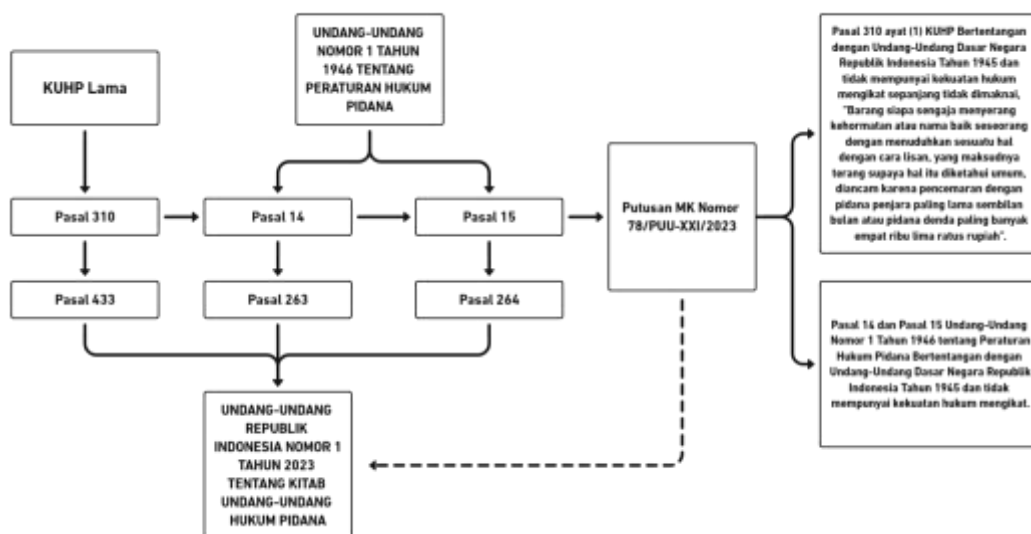 KUHP Lama
UNDANG-UNDANG
NOMOR 1 TAHUN
1946 TENTANG
PERATURAN HUKUM
PIDANA
Pasal 310
Pasal 14
Pasal 15
Putusan MK Nomor
78/PUU-XXI/2023
Pasal 433
Pasal 263
Pasal 264
UNDANG-UNDANG
REPUBLIK
INDONESIA NOMOR 1
TAHUN 2023
TENTANG KITAB
UNDANG-UNDANG
HUKUM PIDANA
Pasal 310 ayat (1) KUHP Bertentangan
dengan Undang-Undang Dasar Negara
Republik Indonesia Tahun 1945 dan
tidak mempunyai kekuatan hukum
mengikat sepanjang tidak dimaknai,
"Barang siapa sengaja menyerang
kehormatan atau nama baik seseorang
dengan menuduhkan sesuatu hal
dengan cara lisan, yang maksudnya
terang supaya hal itu diketahui umum,
diancam karena pencemaran dengan
pidana penjara paling lama sembilan
bulan atau pidana denda paling banyak
empat ribu lima ratus rupiah".
Pasal 14 dan Pasal 15 Undang-Undang
Nomor 1 Tahun 1946 tentang Peraturan
Hukum Pidana Bertentangan dengan
Undang-Undang Dasar Negara Republik
Indonesia Tahun 1945 dan tidak
mempunyai kekuatan hukum mengikat.